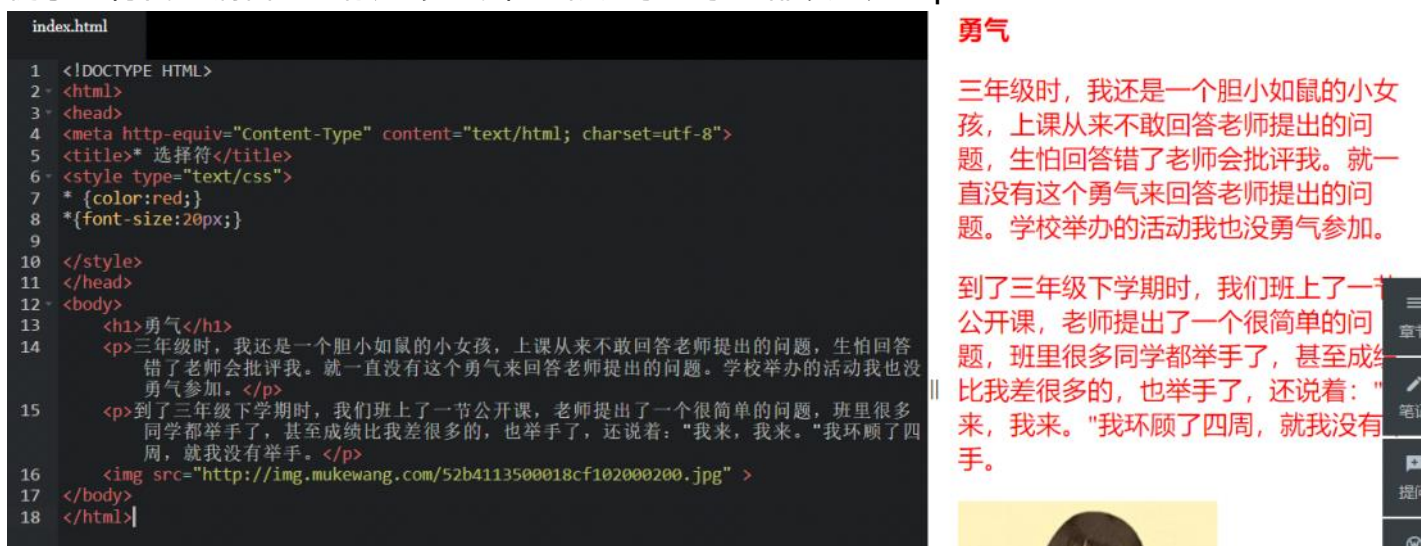 index.html
1 <!DOCTYPE HTML>
2 <html>
3 <head>
4 <meta http-equiv="Content-Type" content="text/html; charset=utf-8">
5 <title>* 选择符</title>
6 <style type="text/css">
7 * {color:red;}
8 *{font-size:20px;}
9
10 </style>
11 </head>
12 <body>
13 <h1>勇气</h1>
14 <p>三年级时，我还是一个胆小如鼠的小女孩，上课从来不敢回答老师提出的问题，生怕回答
错了老师会批评我。就一直没有这个勇气来回答老师提出的问题。学校举办的活动我也没
勇气参加。</p>
15 <p>到了三年级下学期时，我们班上了一节公开课，老师提出了一个很简单的问题，班里很多
同学都举手了，甚至成绩比我差很多的，也举手了，还说着："我来，我来。"我环顾了四
周，就我没有举手。</p>
16 <img src="http://img.mukewang.com/52b4113500018cf102000200.jpg" >
17 </body>
18 </html>
勇气
三年级时，我还是一个胆小如鼠的小女
孩，上课从来不敢回答老师提出的问
题，生怕回答错了老师会批评我。就一
直没有这个勇气来回答老师提出的问
题。学校举办的活动我也没勇气参加。
到了三年级下学期时，我们班上了一
公开课，老师提出了一个很简单的问
题，班里很多同学都举手了，甚至成
比我差很多的，也举手了，还说着："
来，我来。"我环顾了四周，就我没有
手。
章
笔
提